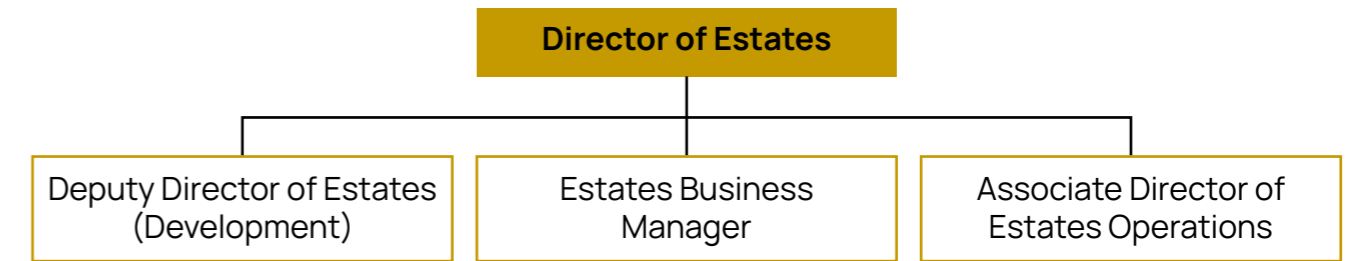 Director of Estates
Deputy Director of Estates
(Development)
Estates Business
Manager
Associate Director of
Estates Operations